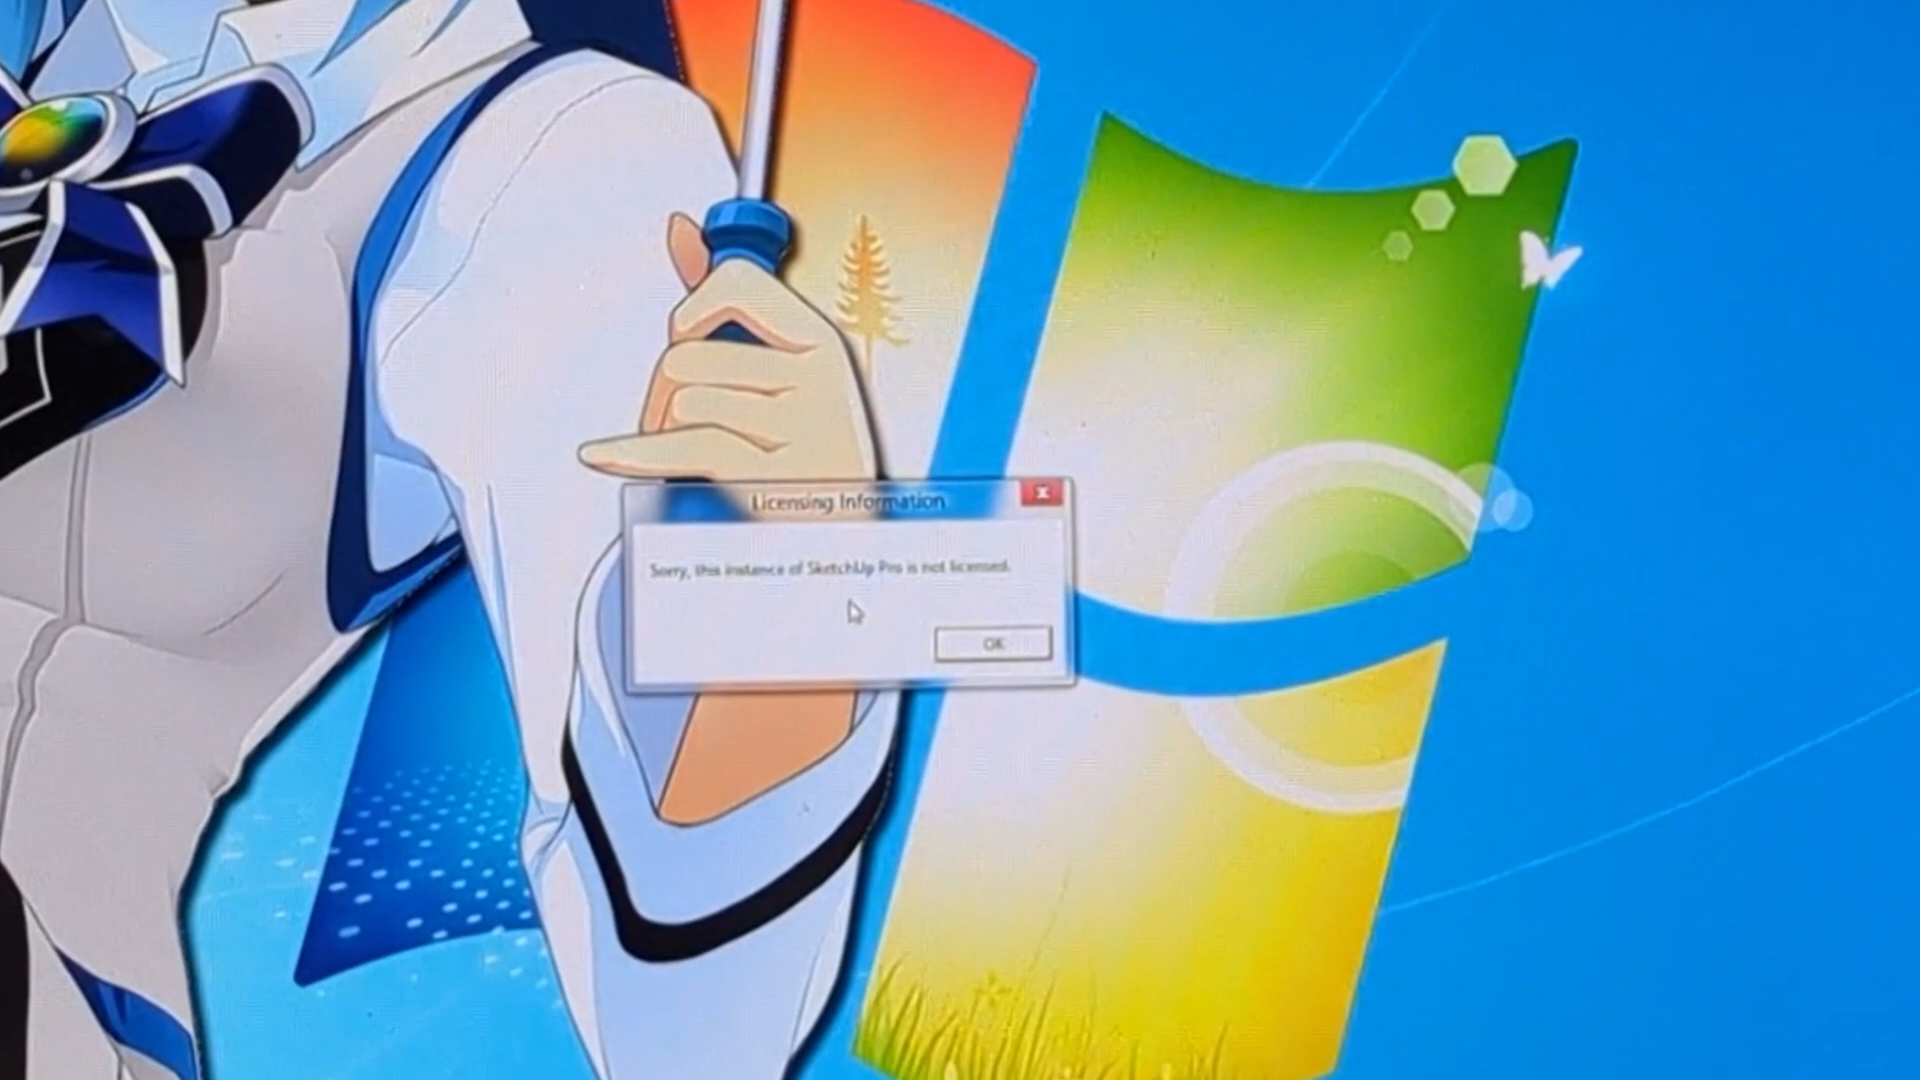 Licensing Information
Sorry, this instance of SketchUp Pro is not licensed.
OK